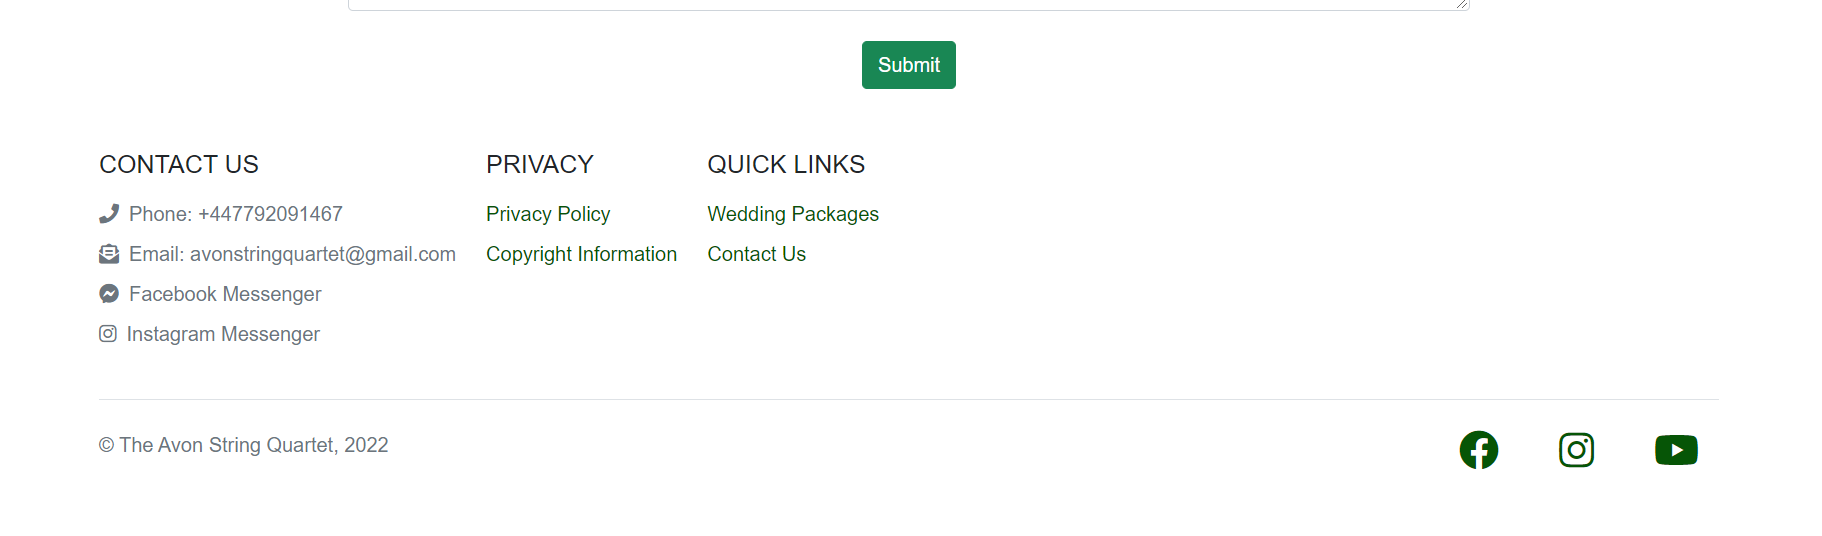 Submit
CONTACT US
Phone: +447792091467
Email: avonstringquartet@gmail.com
Facebook Messenger
Instagram Messenger
PRIVACY
Privacy Policy
Copyright Information
QUICK LINKS
Wedding Packages
Contact Us
© The Avon String Quartet, 2022